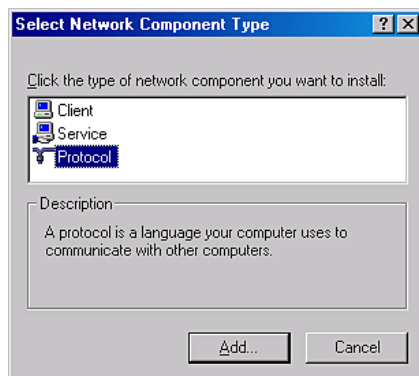 Select Network Component Type
Click the type of network component you want to install:
Client
Service
Protocol
Description
A protocol is a language your computer uses to
communicate with other computers.
Add...
Cancel